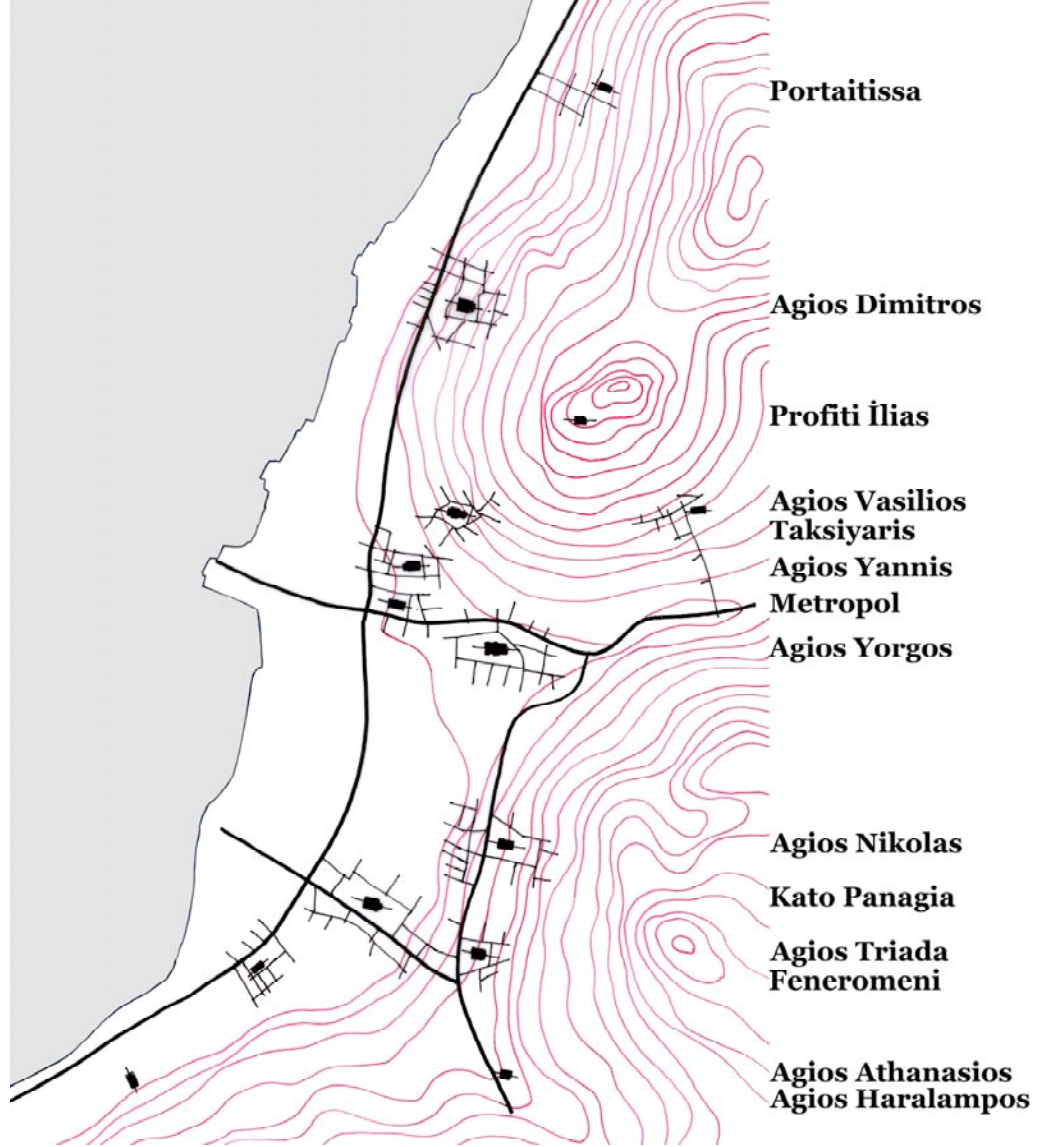 Portaitissa
Agios Dimitros
Profiti İlias
Agios Vasilios
Taksiyaris
Agios Yannis
Metropol
Agios Yorgos
Agios Nikolas
Kato Panagia
Agios Triada
Feneromeni
Agios Athanasios
Agios Haralampos